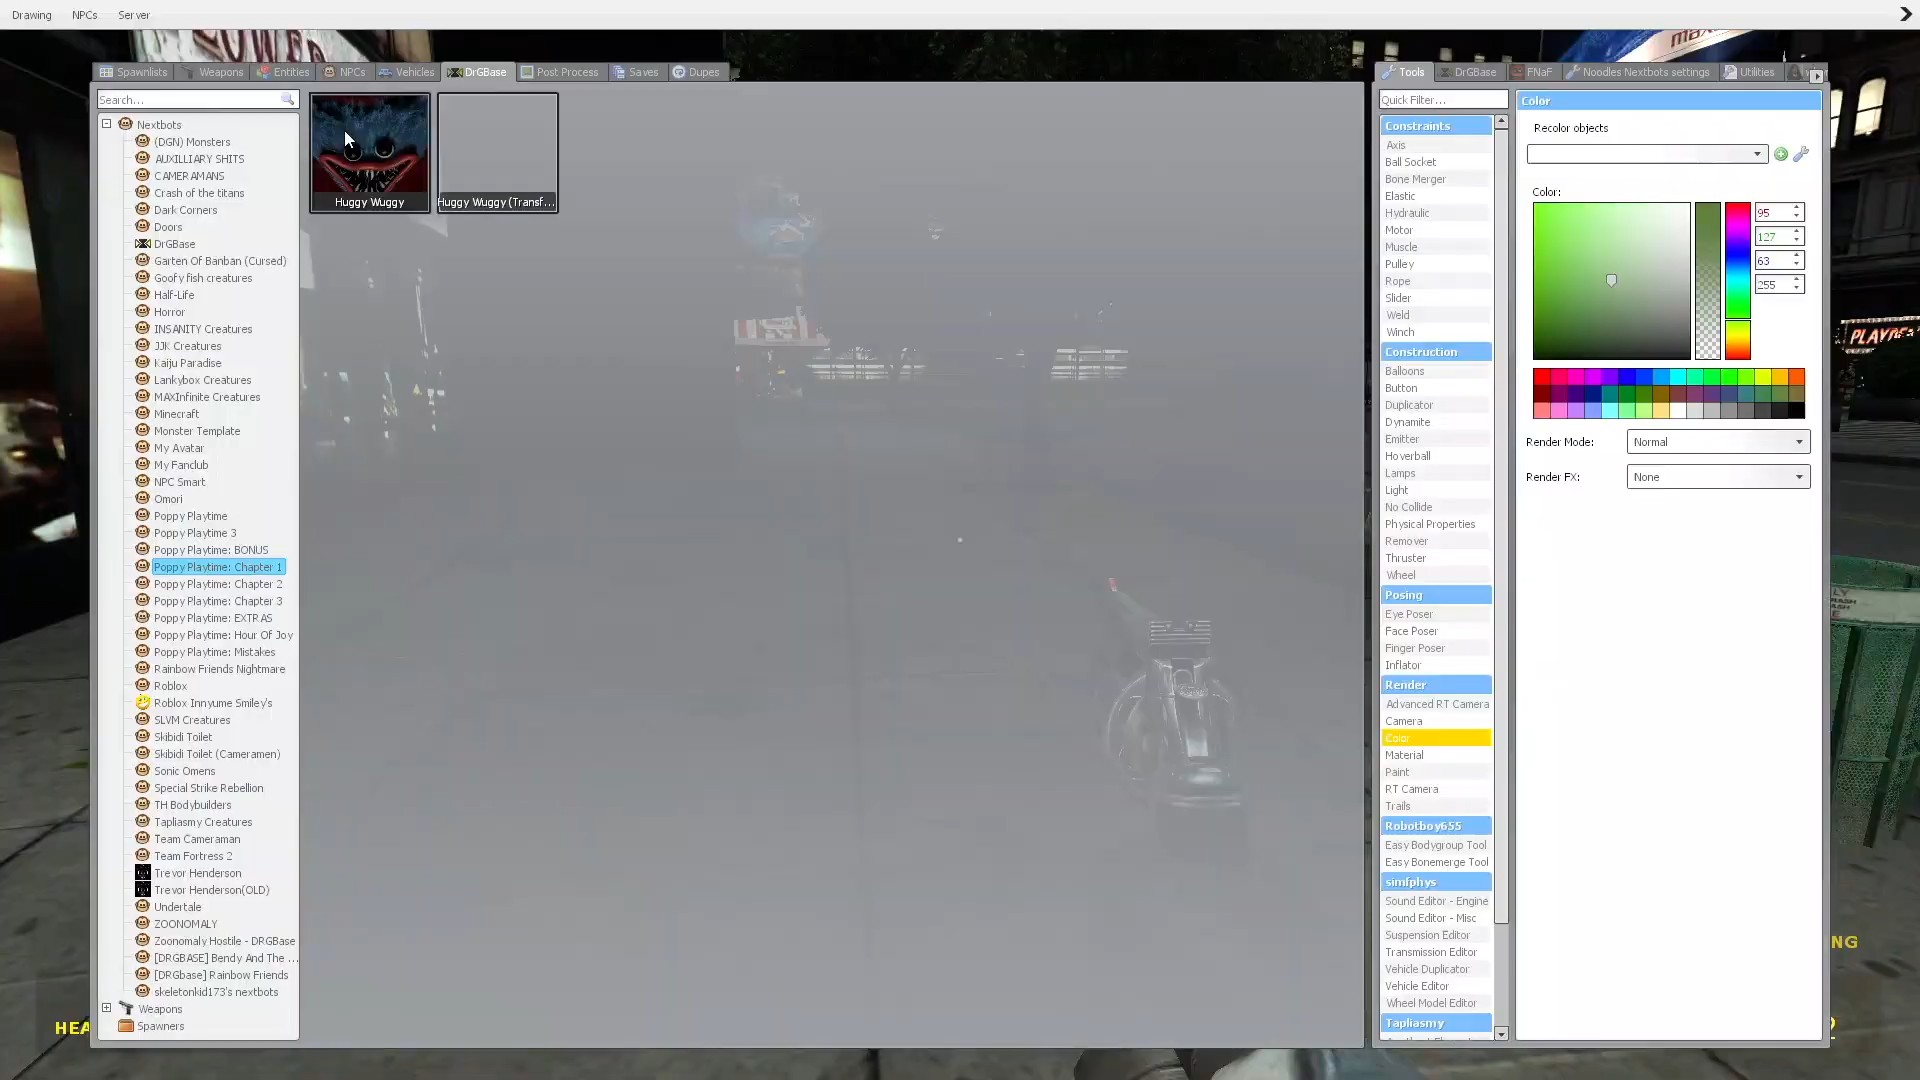 Drawing NPCs Server
Spawnlists Weapons Entities NPCs Vehicles DrGBase Post Process Saves Dupes
Search...
Nextbots
(DGN) Monsters
AUXILLIARY SHITS
CAMERAMANS
Crash of the titans
Dark Corners
Doors
DrGBase
Garten Of Banban (Cursed)
Goofy fish creatures
Half-Life
Horror
INSANITY Creatures
JJK Creatures
Kaiju Paradise
Lankybox Creatures
MAXInfinite Creatures
Minecraft
Monster Template
My Avatar
My Fanclub
NPC Smart
Omori
Poppy Playtime
Poppy Playtime 3
Poppy Playtime: BONUS
Poppy Playtime: Chapter 1
Poppy Playtime: Chapter 2
Poppy Playtime: Chapter 3
Poppy Playtime: EXTRAS
Poppy Playtime: Hour Of Joy
Poppy Playtime: Mistakes
Rainbow Friends Nightmare
Roblox
Roblox Innyume Smiley's
SLVM Creatures
Skibidi Toilet
Skibidi Toilet (Cameramen)
Sonic Omens
Special Strike Rebellion
TH Bodybuilders
Tapliasmy Creatures
Team Cameraman
Team Fortress 2
Trevor Henderson
Trevor Henderson(OLD)
Undertale
ZOONOMALY
Zoonomaly Hostile - DRGBase
[DRGBASE] Bendy And The ...
[DRGbase] Rainbow Friends
skeletonkid173's nextbots
Weapons
Spawners
Huggy Wuggy
Huggy Wuggy (Transf...
HEA
Tools DrGBase FNaF Noodles Nextbots settings Utilities
Quick Filter...
Constraints
Axis
Ball Socket
Bone Merger
Elastic
Hydraulic
Motor
Muscle
Pulley
Rope
Slider
Weld
Winch
Construction
Balloons
Button
Duplicator
Dynamite
Emitter
Hoverball
Lamps
Light
No Collide
Physical Properties
Remover
Thruster
Wheel
Posing
Eye Poser
Face Poser
Finger Poser
Inflator
Render
Advanced RT Camera
Camera
Color
Material
Paint
RT Camera
Trails
Robotboy655
Easy Bodygroup Tool
Easy Bonemerge Tool
simfphys
Sound Editor - Engine
Sound Editor - Misc
Suspension Editor
Transmission Editor
Vehicle Duplicator
Vehicle Editor
Wheel Model Editor
Tapliasmy
Color
Recolor objects
Color:
95
127
63
255
Render Mode: Normal
Render FX: None
NG